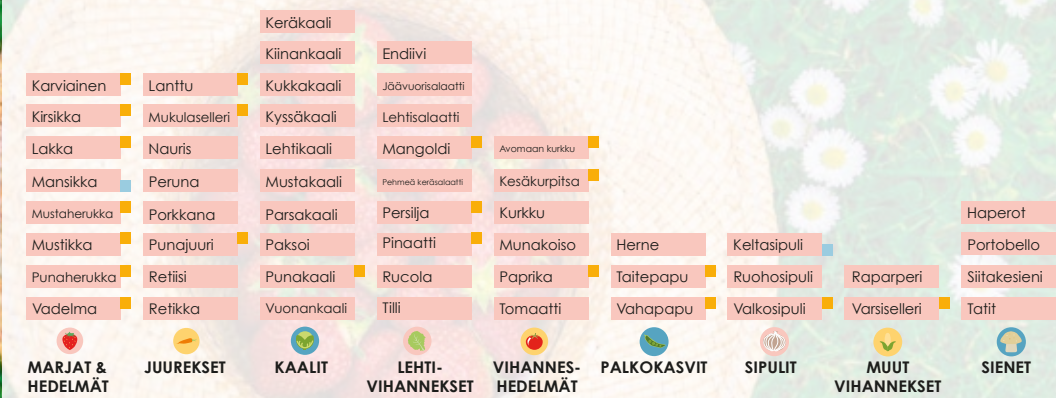 Karviainen
Kirsikka
Lakka
Mansikka
Mustaherukka
Mustikka
Punaherukka
Vadelma
MARJAT &
HEDELMÄT
Lanttu
Mukulaselleri
Nauris
Peruna
Porkkana
Punajuuri
Retiisi
Retikka
JUUREKSET
Keräkaali
Kiinankaali
Kukkakaali
Kyssäkaali
Lehtikaali
Mustakaali
Parsakaali
Paksoi
Punakaali
Vuonankaali
KAALIT
Endiivi
Jäävuorisalaatti
Lehtisalaatti
Mangoldi
Pehmeä keräsalaatti
Persilja
Pinaatti
Rucola
Tilli
LEHTI-
VIHANNEKSET
Avomaan kurkku
Kesäkurpitsa
Kurkku
Munakoiso
Paprika
Tomaatti
VIHANNES-
HEDELMÄT
Herne
Taitepapu
Vahapapu
PALKOKASVIT
Keltasipuli
Ruohosipuli
Valkosipuli
SIPULIT
Raparperi
Varsiselleri
MUUT
VIHANNEKSET
Haperot
Portobello
Siitakesieni
Tatit
SIENET